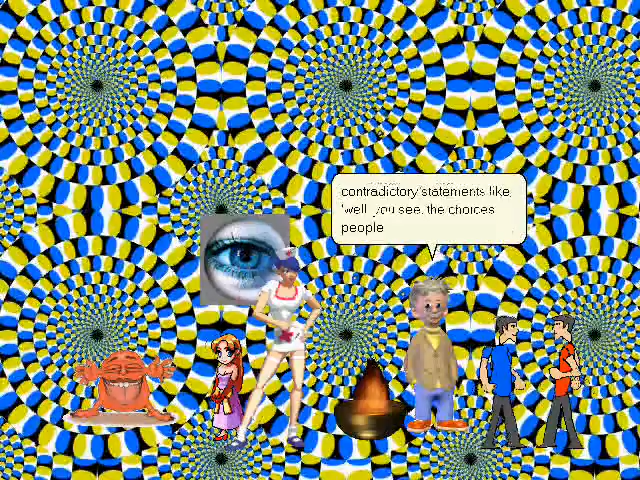 contradictory statements like,
'well, you see, the choices
people